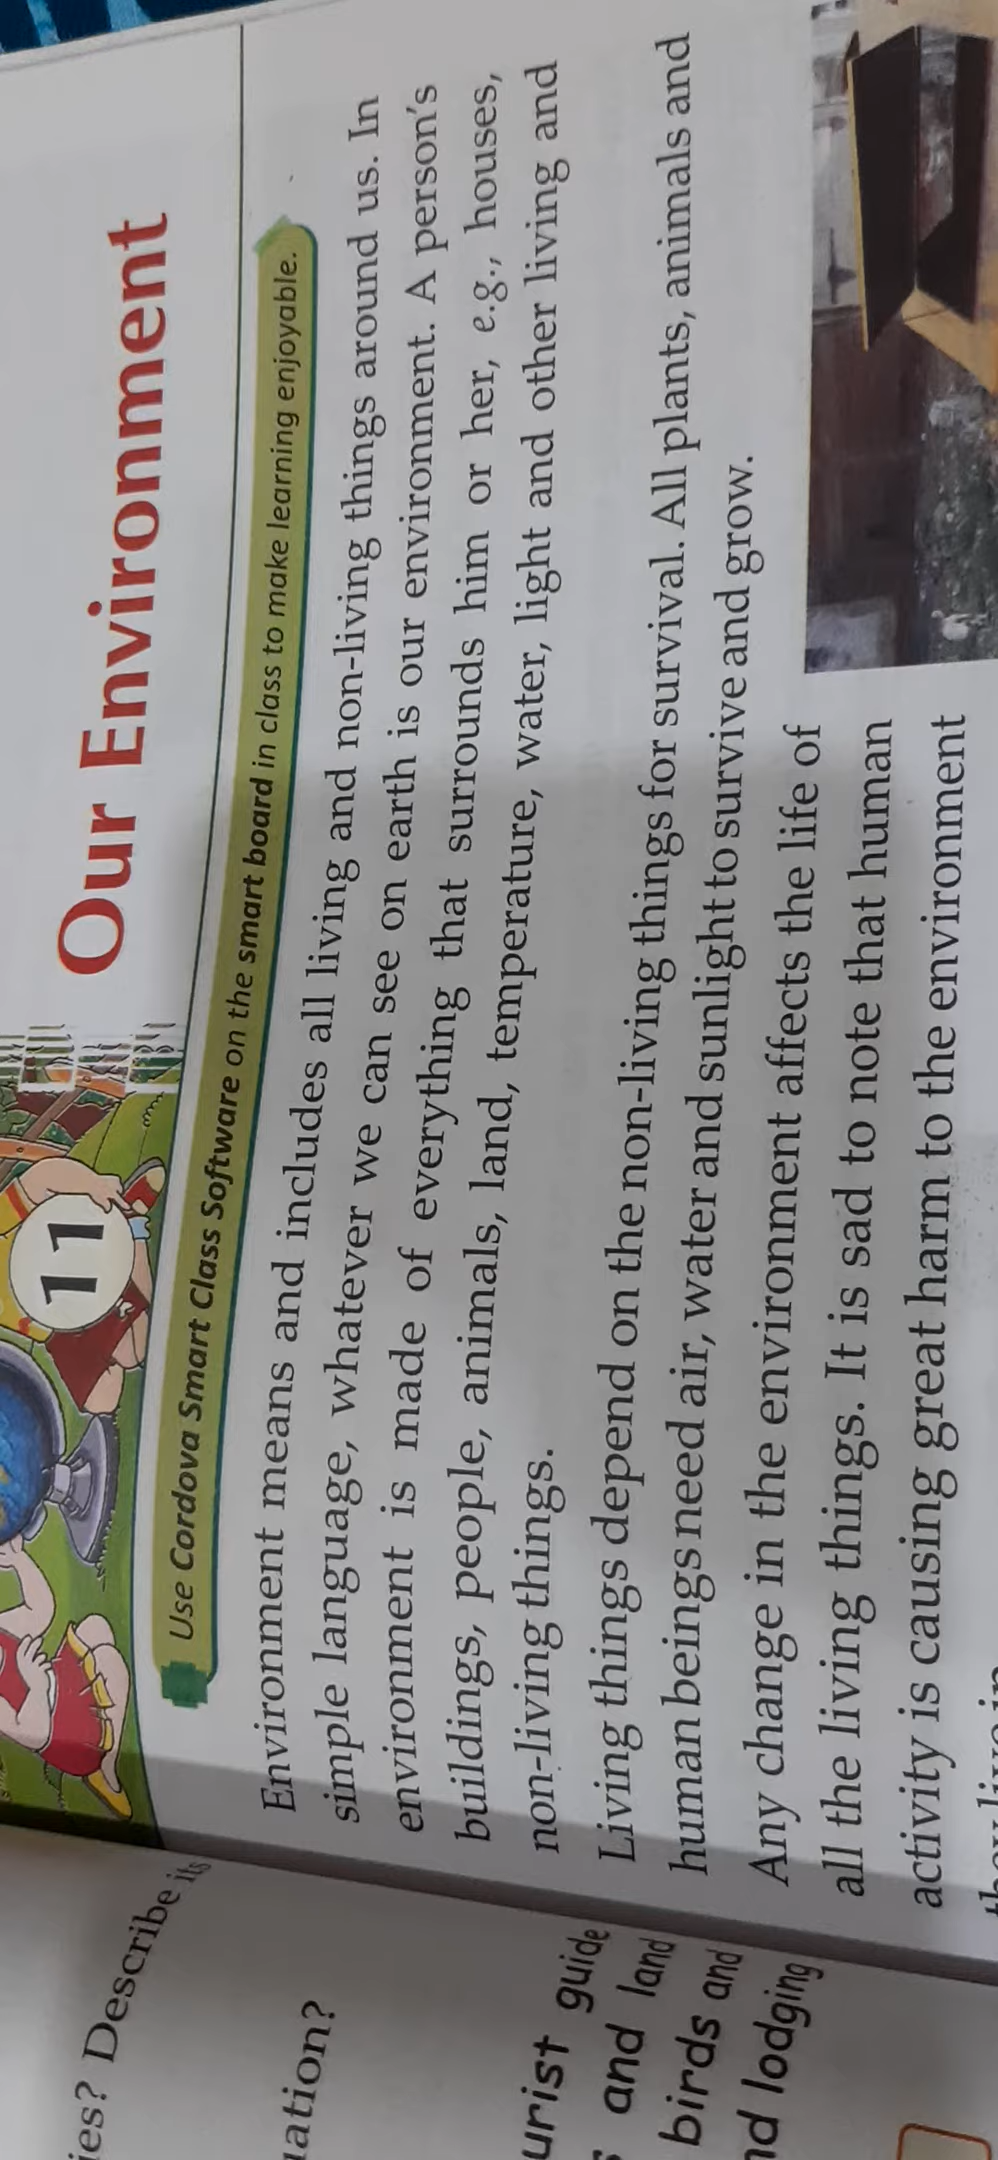 ies? Describe its
uation?
urist guide
and land
birds and
nd lodging
11
Our Environment
Use Cordova Smart Class Software on the smart board in class to make learning enjoyable.
Environment means and includes all living and non-living things around us. In
simple language, whatever we can see on earth is our environment. A person's
environment is made of everything that surrounds him or her, e.g., houses,
buildings, people, animals, land, temperature, water, light and other living and
non-living things.
Living things depend on the non-living things for survival. All plants, animals and
human beings need air, water and sunlight to survive and grow.
Any change in the environment affects the life of
all the living things. It is sad to note that human
activity is causing great harm to the environment